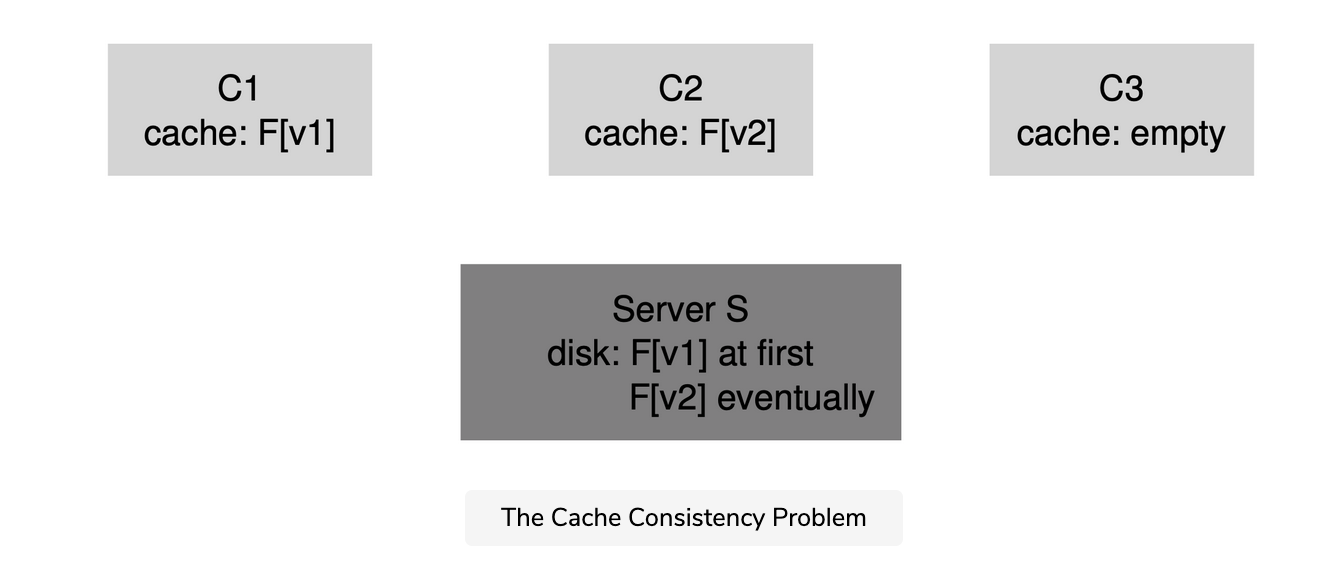 C1
cache: F[v1]
C2
cache: F[v2]
C3
cache: empty
Server S
disk: F[v1] at first
F[v2] eventually
The Cache Consistency Problem